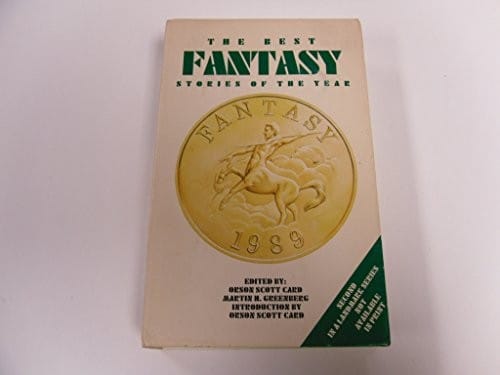 THE BEST
FANTASY
STORIES OF THE YEAR
FANTASY
1989
EDITED BY:
ORSON SCOTT CARD
MARTIN H. GREENBERG
INTRODUCTION BY
ORSON SCOTT CARD
SECOND
IN A LANDMARK SERIES
NOT
AVAILABLE
IN PRINT